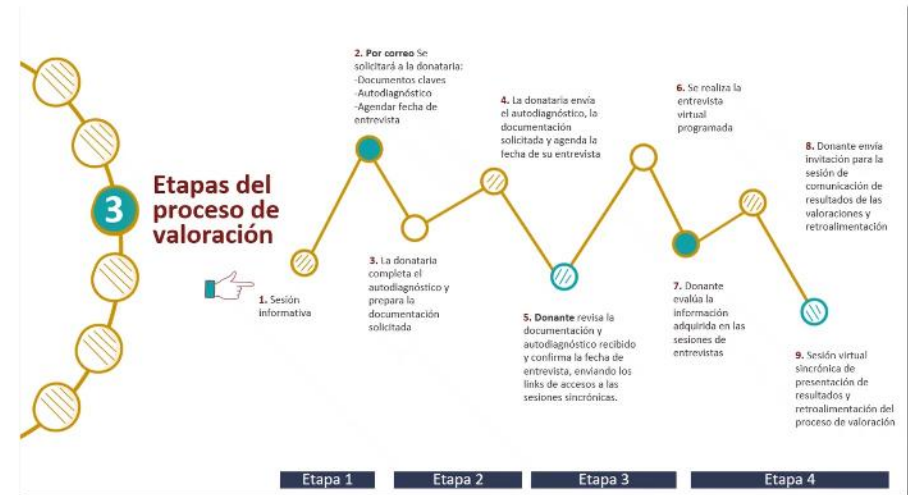 3
Etapas del
proceso de
valoración
1. Sesión
informativa
2. Por correo Se
solicitará a la donataria:
-Documentos claves
-Autodiagnóstico
-Agendar fecha de
entrevista
3. La donataria
completa el
autodiagnóstico y
prepara la
documentación
solicitada
4. La donataria envía
el autodiagnóstico, la
documentación
solicitada y agenda la
fecha de su entrevista
5. Donante revisa la
documentación y
autodiagnóstico recibido
y confirma la fecha de
entrevista, enviando los
links de accesos a las
sesiones sincrónicas.
6. Se realiza la
entrevista
virtual
programada
7. Donante
evalúa la
información
adquirida en las
sesiones de
entrevistas
8. Donante envía
invitación para la
sesión de
comunicación de
resultados de las
valoraciones y
retroalimentación
9. Sesión virtual
sincrónica de
presentación de
resultados y
retroalimentación del
proceso de valoración
Etapa 1
Etapa 2
Etapa 3
Etapa 4